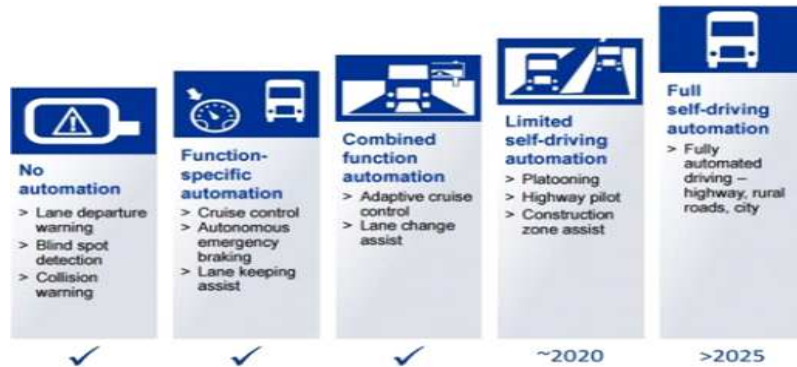 No
automation
> Lane departure
warning
> Blind spot
detection
> Collision
warning
Function-
specific
automation
> Cruise control
> Autonomous
emergency
braking
> Lane keeping
assist
Combined
function
automation
> Adaptive cruise
control
> Lane change
assist
Limited
self-driving
automation
> Platooning
> Highway pilot
> Construction
zone assist
~2020
Full
self-driving
automation
> Fully
automated
driving –
highway, rural
roads, city
>2025